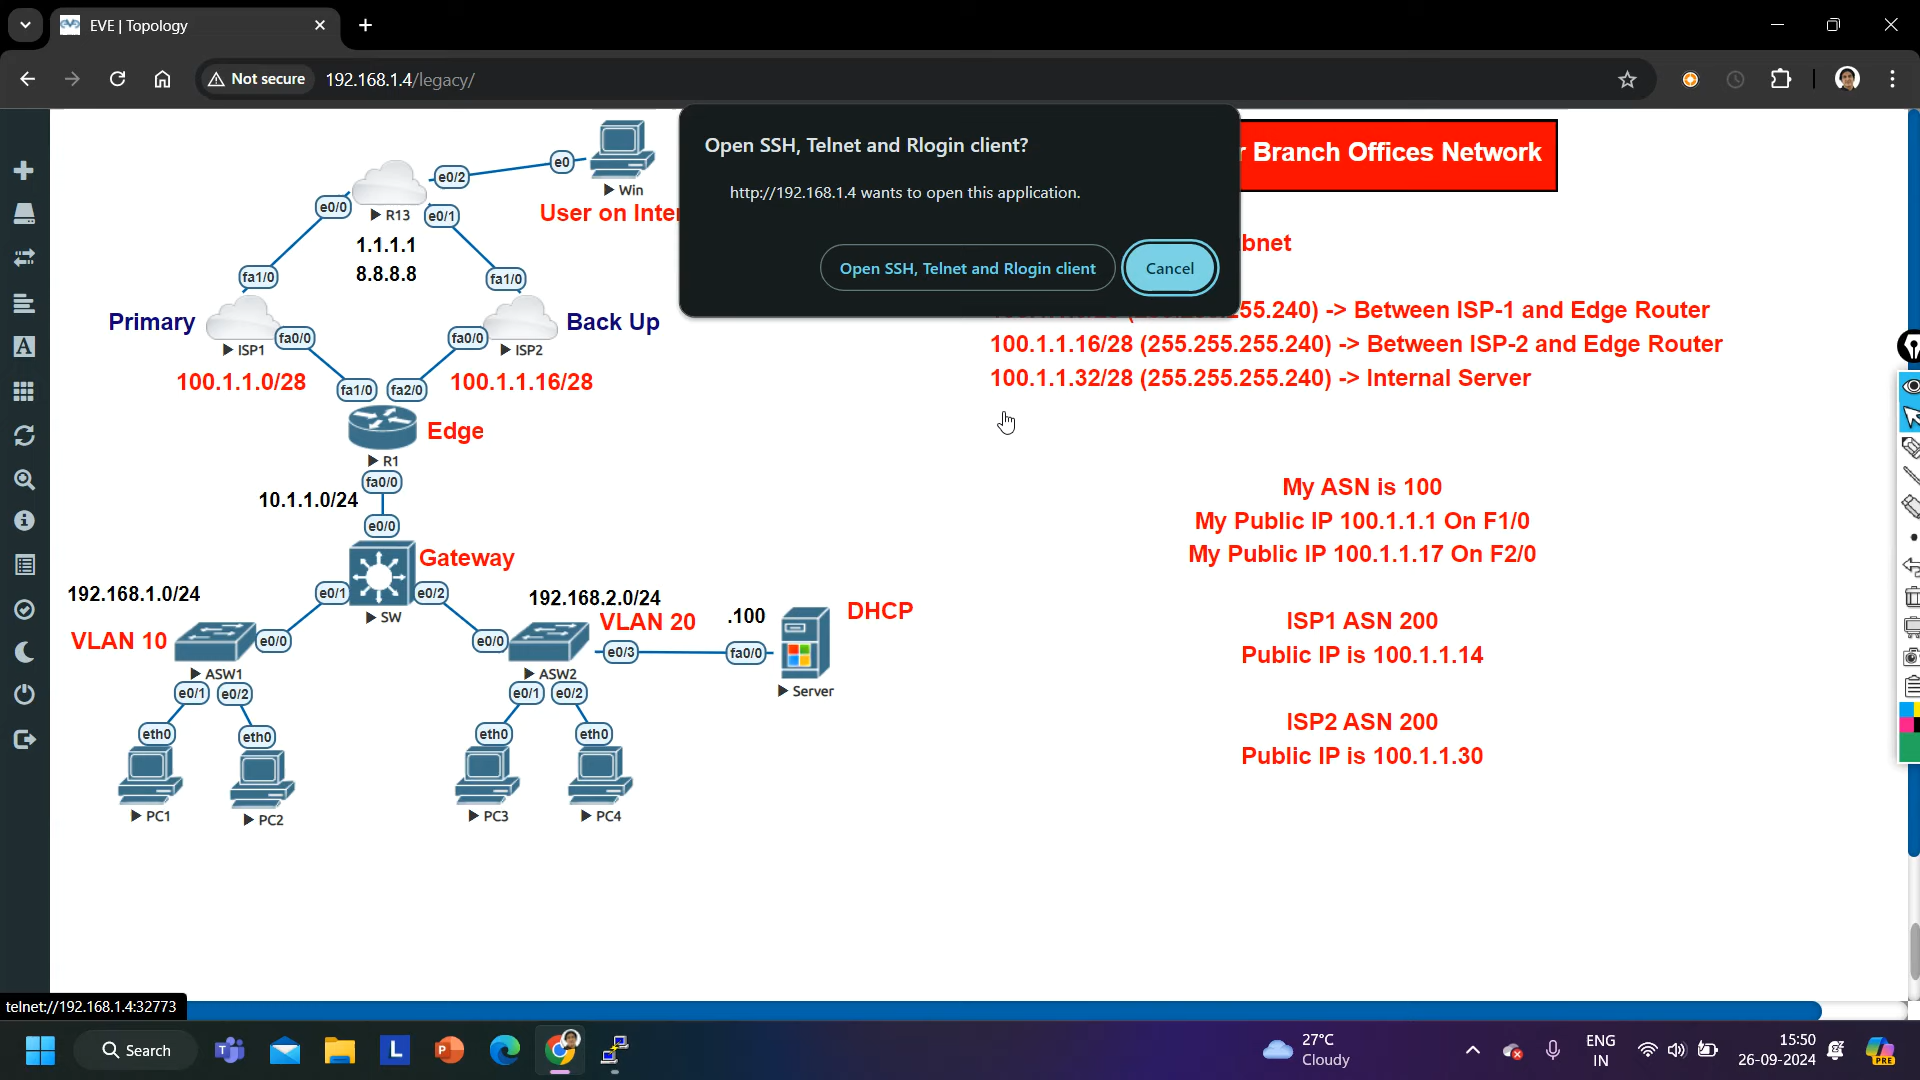 EVE | Topology
Not secure
192.168.1.4/legacy/
Open SSH, Telnet and Rlogin client?
http://192.168.1.4 wants to open this application.
Open SSH, Telnet and Rlogin client
Cancel
Branch Offices Network
e0
e0/2
Win
e0/0
R13
e0/1
User on Inter
1.1.1.1
8.8.8.8
bnet
fa1/0
fa1/0
Primary
Back Up
fa0/0
fa0/0
ISP1
ISP2
55.240) -> Between ISP-1 and Edge Router
100.1.1.16/28 (255.255.255.240) -> Between ISP-2 and Edge Router
100.1.1.32/28 (255.255.255.240) -> Internal Server
100.1.1.0/28
100.1.1.16/28
fa1/0
fa2/0
Edge
R1
fa0/0
10.1.1.0/24
e0/0
My ASN is 100
My Public IP 100.1.1.1 On F1/0
My Public IP 100.1.1.17 On F2/0
Gateway
192.168.1.0/24
e0/1
e0/2
192.168.2.0/24
SW
VLAN 10
e0/0
e0/0
VLAN 20
.100
DHCP
e0/3
fa0/0
ASW1
ASW2
Server
ISP1 ASN 200
Public IP is 100.1.1.14
e0/1
e0/2
e0/1
e0/2
eth0
eth0
eth0
eth0
ISP2 ASN 200
Public IP is 100.1.1.30
PC1
PC2
PC3
PC4
telnet://192.168.1.4:32773
Search
27°C
Cloudy
ENG
IN
15:50
26-09-2024
PRE